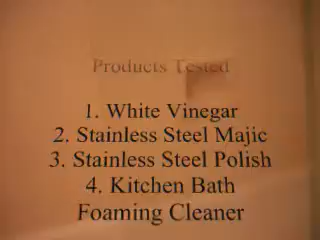 Products Tested
1. White Vinegar
2. Stainless Steel Majic
3. Stainless Steel Polish
4. Kitchen Bath
Foaming Cleaner